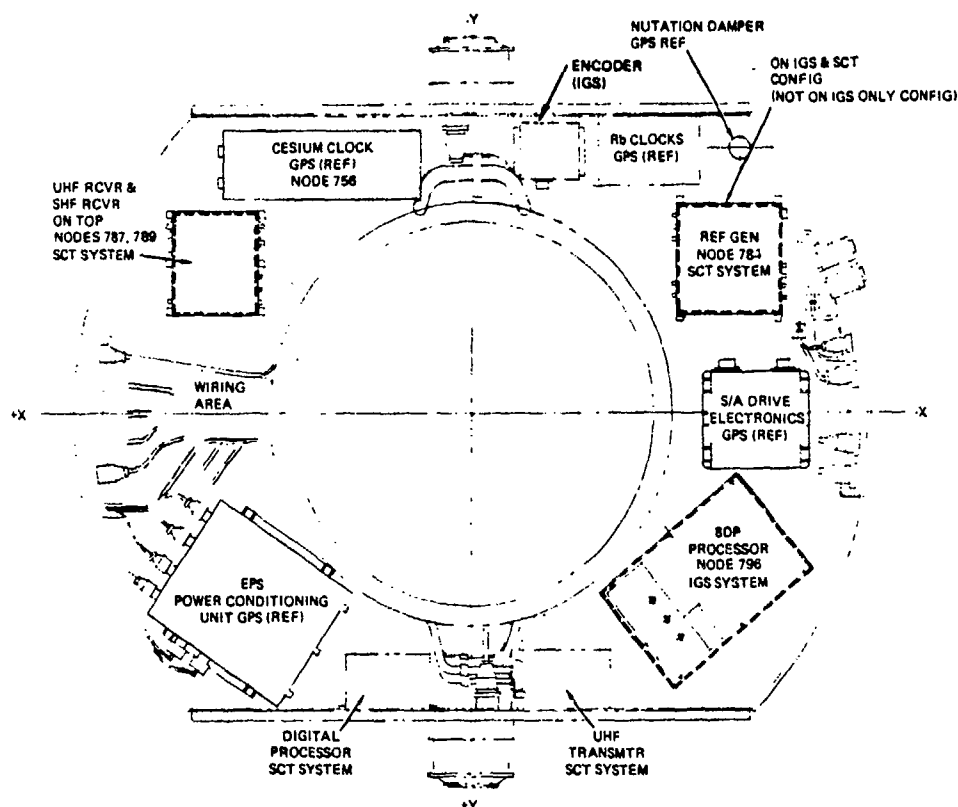 -Y
NUTATION DAMPER
GPS REF
ENCODER
(IGS)
ON IGS & SCT
CONFIG
(NOT ON IGS ONLY CONFIG)
CESIUM CLOCK
GPS (REF)
NODE 756
Rb CLOCKS
GPS (REF)
UHF RCVR &
SHF RCVR
ON TOP
NODES 787, 789
SCT SYSTEM
REF GEN
NODE 783
SCT SYSTEM
WIRING
AREA
+X
S/A DRIVE
ELECTRONICS
GPS (REF)
-X
BDP
PROCESSOR
NODE 796
IGS SYSTEM
EPS
POWER CONDITIONING
UNIT GPS (REF)
DIGITAL
PROCESSOR
SCT SYSTEM
UHF
TRANSMTR
SCT SYSTEM
+Y